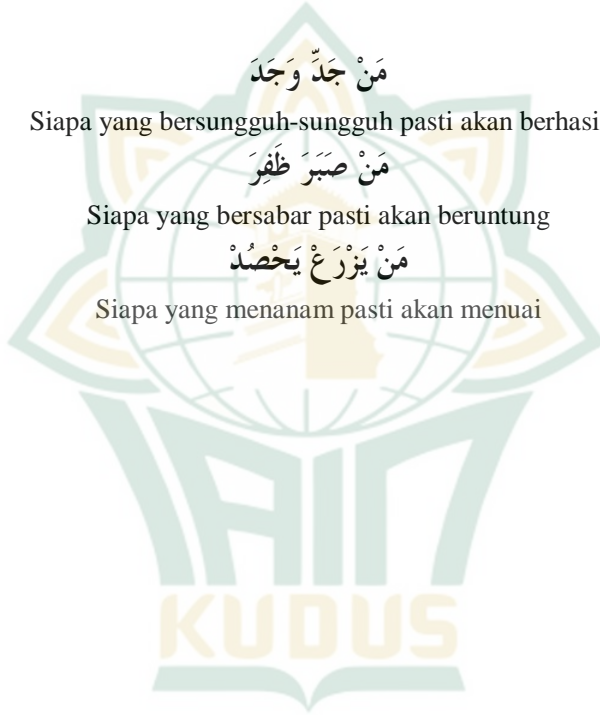 مَنْ جَدَّ وَجَدَ
Siapa yang bersungguh-sungguh pasti akan berhasi
مَنْ صَبَرَ ظَفِرَ
Siapa yang bersabar pasti akan beruntung
مَنْ يَزْرَعْ يَحْصُدْ
Siapa yang menanam pasti akan menuai
IAIN
KUDUS